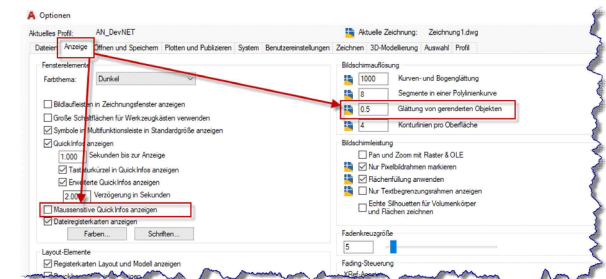 Optionen
Aktuelles Profil: AN_DevNET
Aktuelle Zeichnung: Zeichnung1.dwg
Dateien Anzeige Öffnen und Speichern Plotten und Publizieren System Benutzereinstellungen Zeichnen 3D-Modellierung Auswahl Profil
Fensterelemente
Farbthema: Dunkel
Bildlaufleisten in Zeichnungsfenster anzeigen
Große Schaltflächen für Werkzeugkästen verwenden
Symbole in Multifunktionsleiste in Standardgröße anzeigen
QuickInfos anzeigen
1.000 Sekunden bis zur Anzeige
Tastaturkürzel in QuickInfos anzeigen
Erweiterte QuickInfos anzeigen
2.000 Verzögerung in Sekunden
Maussensitive QuickInfos anzeigen
Dateiregisterkarten anzeigen
Farben... Schriften...
Layout-Elemente
Registerkarten Layout und Modell anzeigen
Bildschirmauflösung
1000 Kurven- und Bogenglättung
8 Segmente in einer Polylinienkurve
0.5 Glättung von gerenderten Objekten
4 Konturlinien pro Oberfläche
Bildschirmleistung
Pan und Zoom mit Raster & OLE
Nur Pixelbildrahmen markieren
Flächenfüllung anwenden
Nur Textbegrenzungsrahmen anzeigen
Echte Silhouetten für Volumenkörper
und Flächen zeichnen
Fadenkreuzgröße
5
Fading-Steuerung